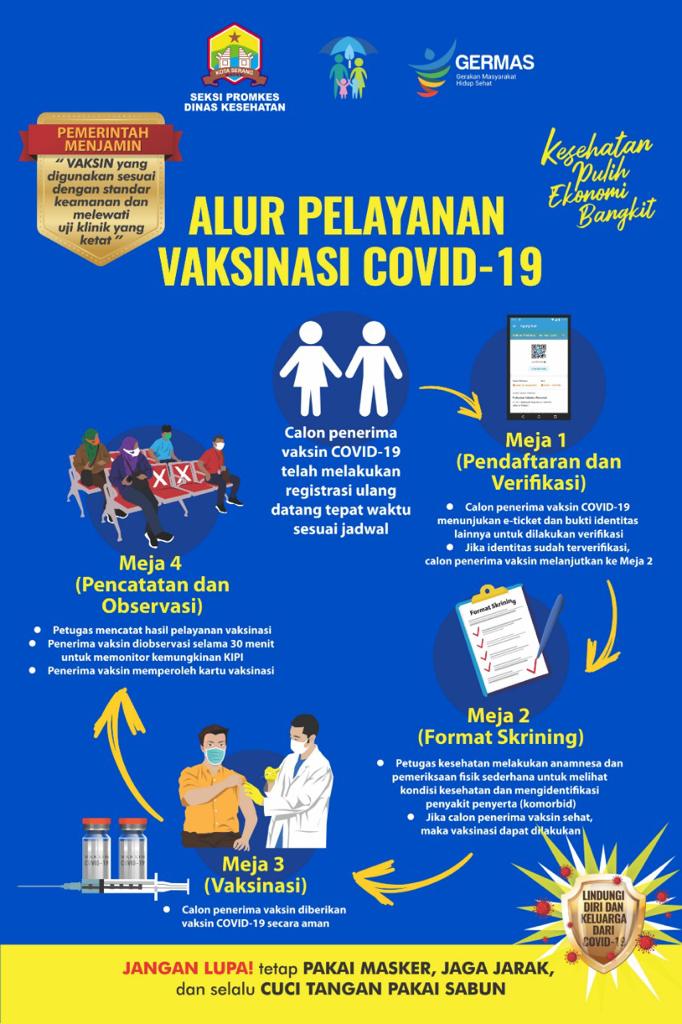 KOTA SERANG
SEKSI PROMKES
DINAS KESEHATAN
GERMAS
Gerakan Masyarakat
Hidup Sehat
PEMERINTAH
MENJAMIN
“ VAKSIN yang
digunakan sesuai
dengan standar
keamanan dan
melewati
uji klinik yang
ketat ”
Kesehatan
Pulih
Ekonomi
Bangkit
ALUR PELAYANAN
VAKSINASI COVID-19
Calon penerima
vaksin COVID-19
telah melakukan
registrasi ulang
datang tepat waktu
sesuai jadwal
Meja 1
(Pendaftaran dan
Verifikasi)
● Calon penerima vaksin COVID-19
menunjukan e-ticket dan bukti identitas
lainnya untuk dilakukan verifikasi
● Jika identitas sudah terverifikasi,
calon penerima vaksin melanjutkan ke Meja 2
Format Skrining
Meja 2
(Format Skrining)
● Petugas kesehatan melakukan anamnesa dan
pemeriksaan fisik sederhana untuk melihat
kondisi kesehatan dan mengidentifikasi
penyakit penyerta (komorbid)
● Jika calon penerima vaksin sehat,
maka vaksinasi dapat dilakukan
VAKSIN
COVID-19
VAKSIN
COVID-19
Meja 3
(Vaksinasi)
● Calon penerima vaksin diberikan
vaksin COVID-19 secara aman
X X
Meja 4
(Pencatatan dan
Observasi)
● Petugas mencatat hasil pelayanan vaksinasi
● Penerima vaksin diobservasi selama 30 menit
untuk memonitor kemungkinan KIPI
● Penerima vaksin memperoleh kartu vaksinasi
LINDUNGI
DIRI DAN
KELUARGA
DARI
COVID-19
JANGAN LUPA! tetap PAKAI MASKER, JAGA JARAK,
dan selalu CUCI TANGAN PAKAI SABUN